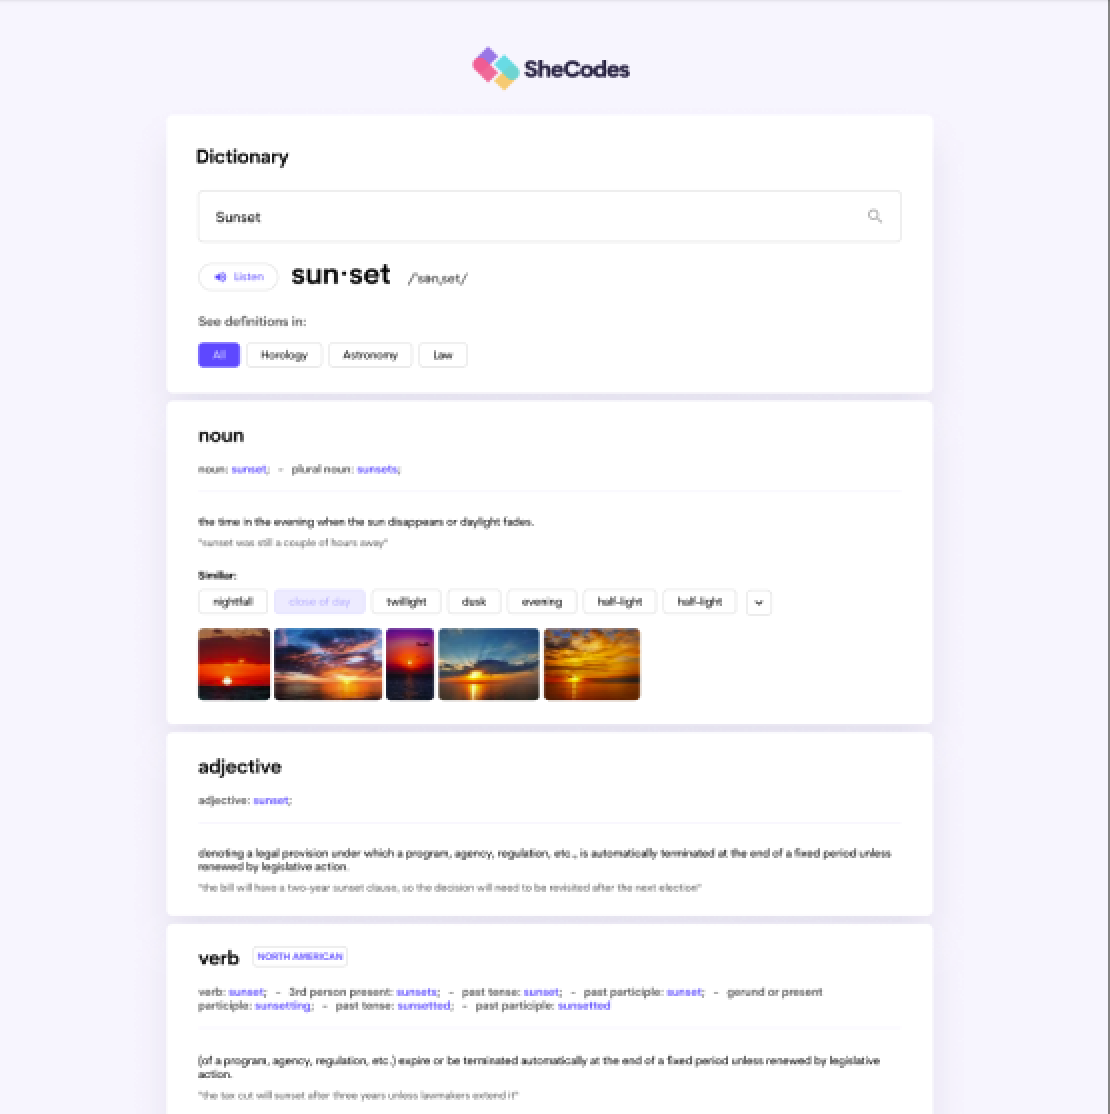 SheCodes
Dictionary
Sunset
Listen sun·set /ˈsənˌset/
See definitions in:
All Horology Astronomy Law
noun
noun: sunset; - plural noun: sunsets;
the time in the evening when the sun disappears or daylight fades.
"sunset was still a couple of hours away"
Similiar:
nightfall close of day twillight dusk evening half-light half-light
adjective
adjective: sunset;
denoting a legal provision under which a program, agency, regulation, etc., is automatically terminated at the end of a fixed period unless
renewed by legislative action.
"the bill will have a two-year sunset clause, so the decision will need to be revisited after the next election"
verb NORTH AMERICAN
verb: sunset; - 3rd person present: sunsets; - past tense: sunset; - past participle: sunset; - gerund or present
participle: sunsetting; - past tense: sunsetted; - past participle: sunsetted
(of a program, agency, regulation, etc.) expire or be terminated automatically at the end of a fixed period unless renewed by legislative
action.
"the tax cut will sunset after three years unless lawmakers extend it"